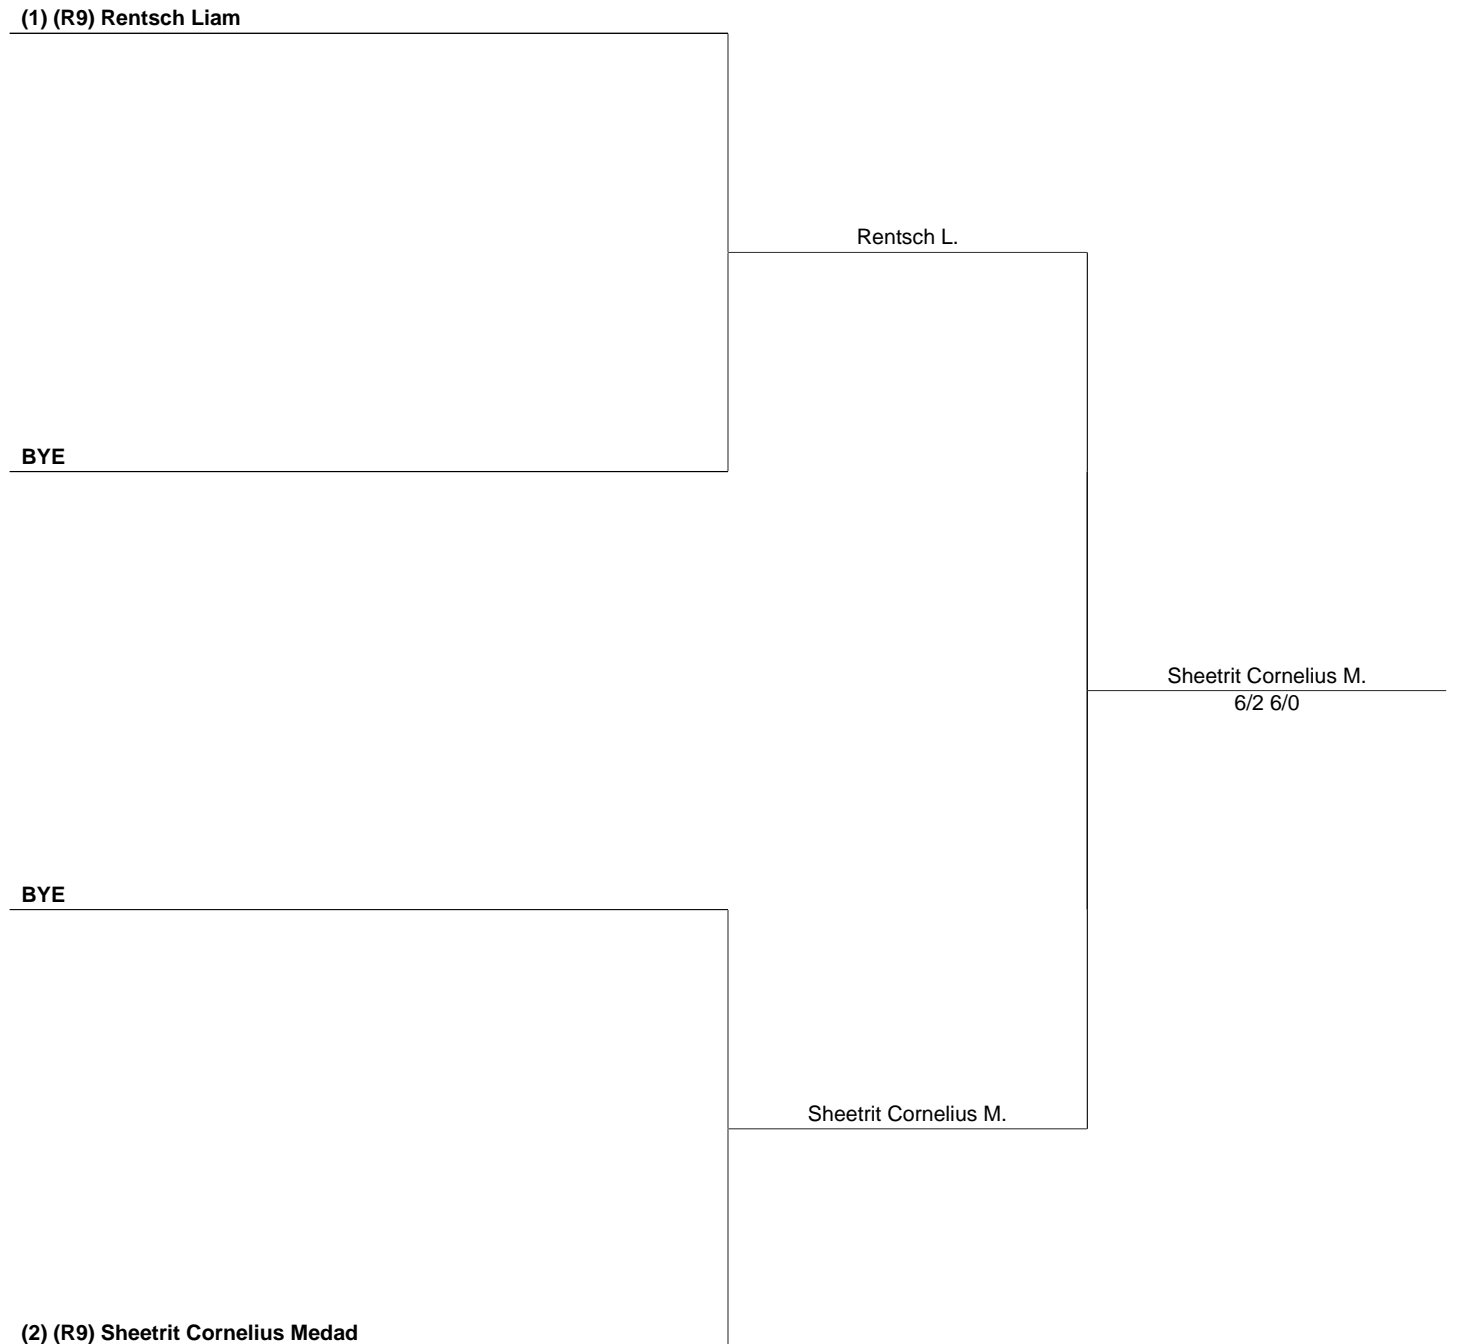 (1) (R9) Rentsch Liam
Rentsch L.
BYE
Sheetrit Cornelius M.
6/2 6/0
BYE
Sheetrit Cornelius M.
(2) (R9) Sheetrit Cornelius Medad